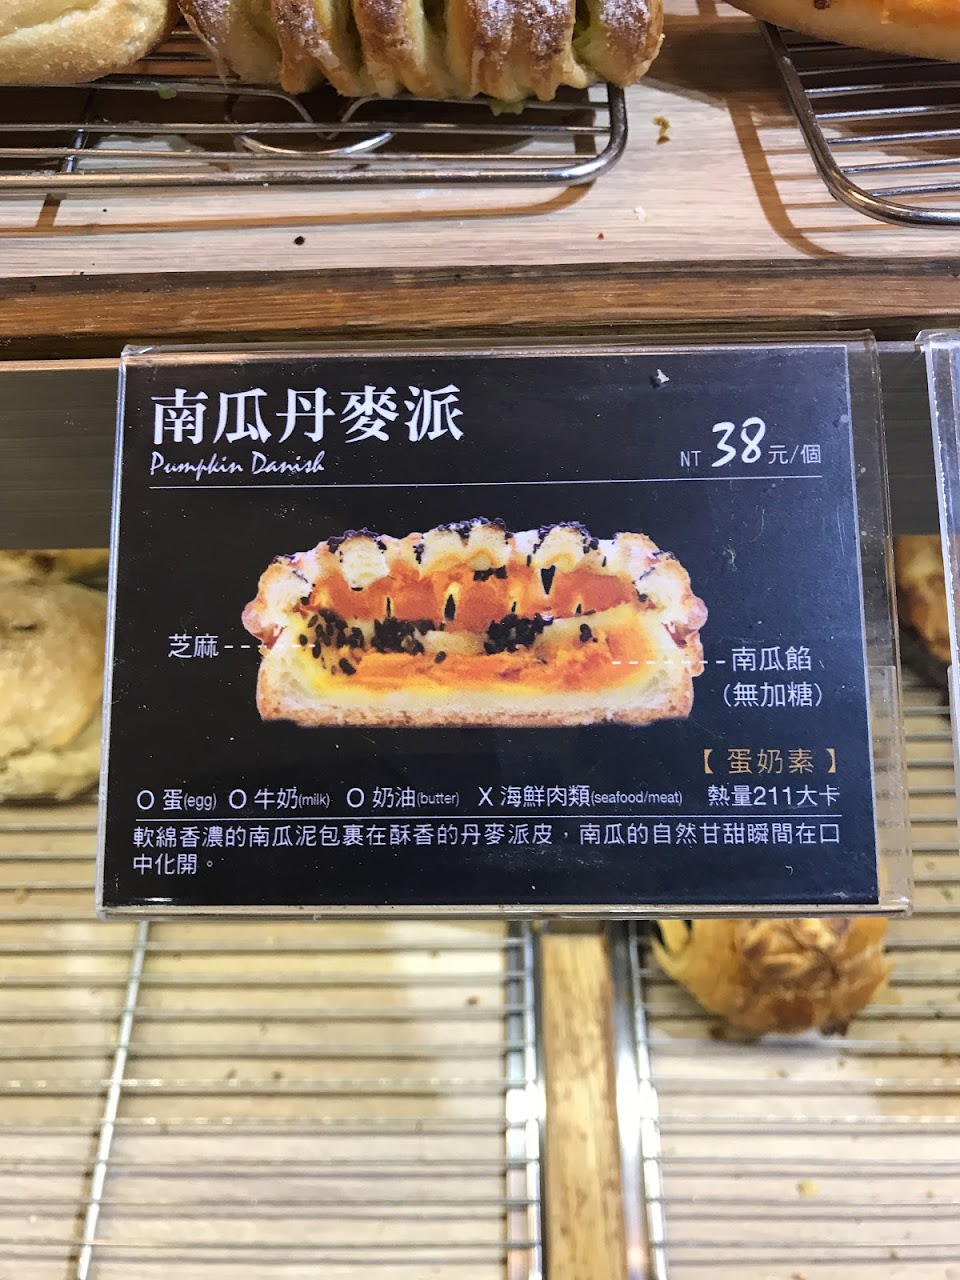 南瓜丹麥派
Pumpkin Danish
NT 38元/個
芝麻
南瓜餡
(無加糖)
【蛋奶素】
O 蛋(egg) O 牛奶(milk) O 奶油(butter) X 海鮮肉類(seafood/meat) 熱量211大卡
軟綿香濃的南瓜泥包裹在酥香的丹麥派皮，南瓜的自然甘甜瞬間在口
中化開。